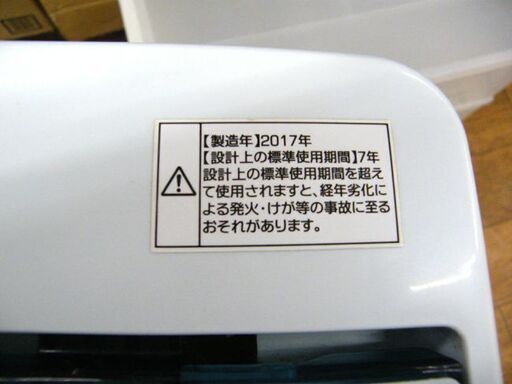 【製造年】2017年
【設計上の標準使用期間】7年
設計上の標準使用期間を超え
て使用されますと、経年劣化に
よる発火・けが等の事故に至る
おそれがあります。